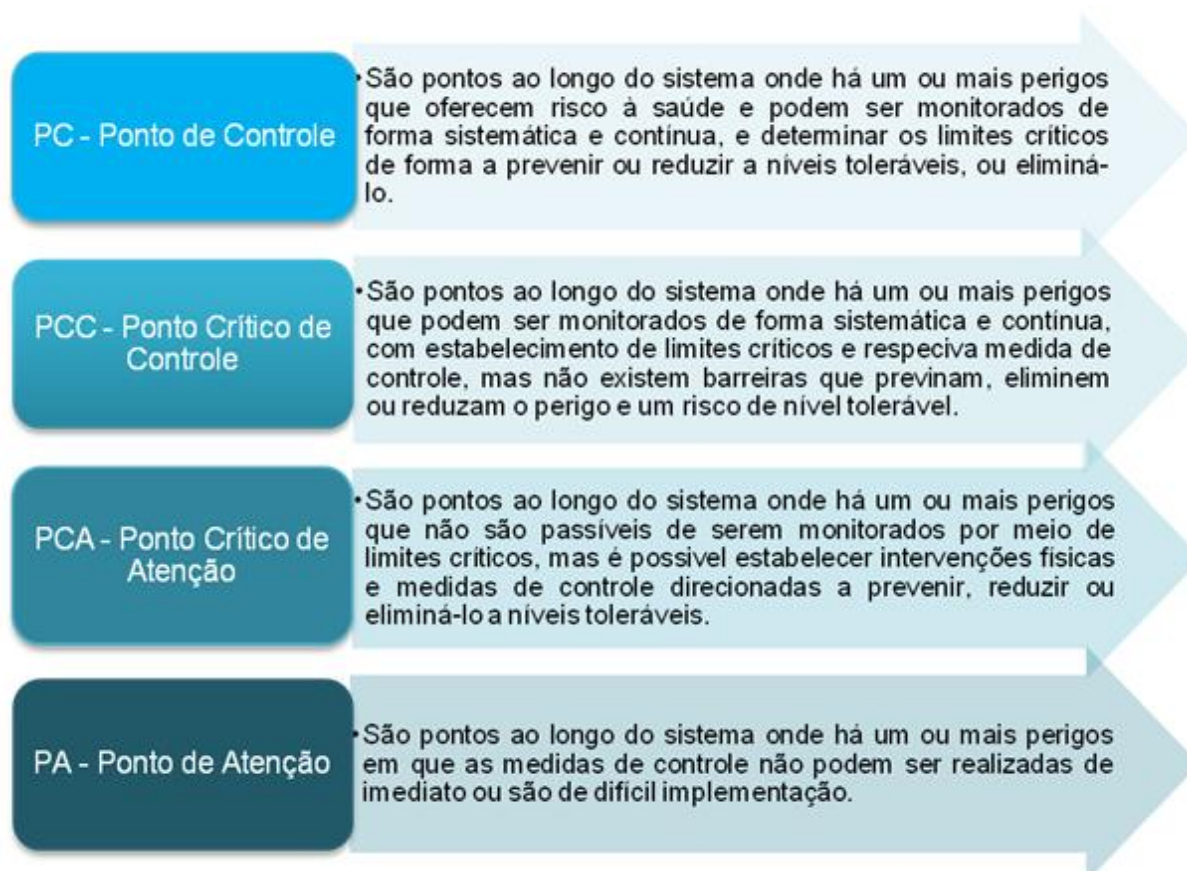 PC - Ponto de Controle
•São pontos ao longo do sistema onde há um ou mais perigos
que oferecem risco à saúde e podem ser monitorados de
forma sistemática e contínua, e determinar os limites críticos
de forma a prevenir ou reduzir a níveis toleráveis, ou eliminá-
lo.
PCC - Ponto Crítico de
Controle
•São pontos ao longo do sistema onde há um ou mais perigos
que podem ser monitorados de forma sistemática e contínua,
com estabelecimento de limites críticos e respeciva medida de
controle, mas não existem barreiras que previnam, eliminem
ou reduzam o perigo e um risco de nível tolerável.
PCA - Ponto Crítico de
Atenção
•São pontos ao longo do sistema onde há um ou mais perigos
que não são passíveis de serem monitorados por meio de
limites críticos, mas é possivel estabelecer intervenções físicas
e medidas de controle direcionadas a prevenir, reduzir ou
eliminá-lo a níveis toleráveis.
PA - Ponto de Atenção
•São pontos ao longo do sistema onde há um ou mais perigos
em que as medidas de controle não podem ser realizadas de
imediato ou são de difícil implementação.